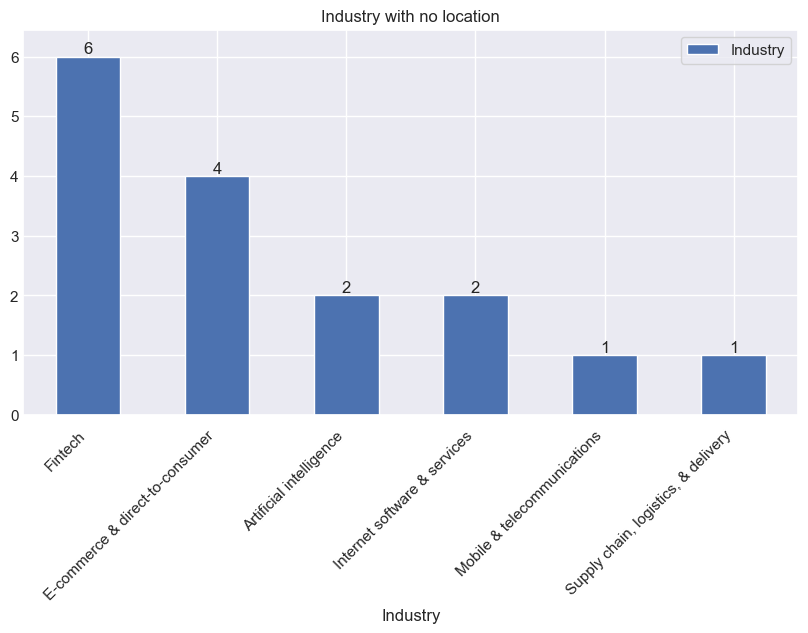 Industry with no location
Industry
6
5
4
3
2
1
0
6
4
2
2
1
1
Fintech
E-commerce & direct-to-consumer
Artificial intelligence
Internet software & services
Mobile & telecommunications
Supply chain, logistics, & delivery
Industry